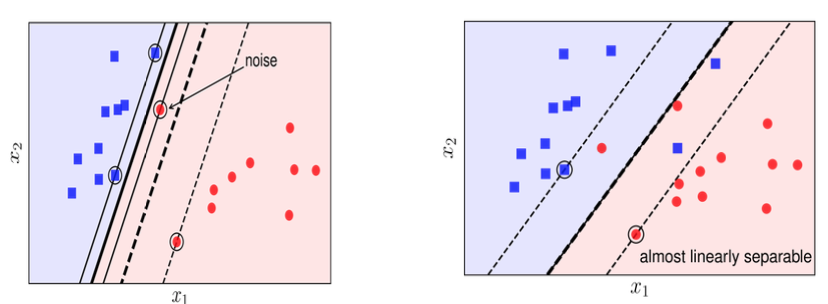 noise
x₂
x₁
x₂
almost linearly separable
x₁